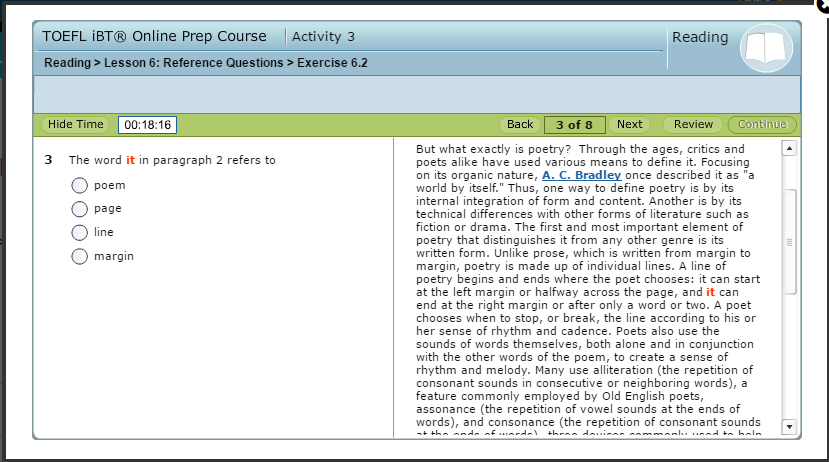 TOEFL iBT® Online Prep Course
Activity 3
Reading
Reading > Lesson 6: Reference Questions > Exercise 6.2
Hide Time
00:18:16
Back
3 of 8
Next
Review
Continue
3 The word it in paragraph 2 refers to
poem
page
line
margin
But what exactly is poetry? Through the ages, critics and
poets alike have used various means to define it. Focusing
on its organic nature, A. C. Bradley once described it as "a
world by itself." Thus, one way to define poetry is by its
internal integration of form and content. Another is by its
technical differences with other forms of literature such as
fiction or drama. The first and most important element of
poetry that distinguishes it from any other genre is its
written form. Unlike prose, which is written from margin to
margin, poetry is made up of individual lines. A line of
poetry begins and ends where the poet chooses: it can start
at the left margin or halfway across the page, and it can
end at the right margin or after only a word or two. A poet
chooses when to stop, or break, the line according to his or
her sense of rhythm and cadence. Poets also use the
sounds of words themselves, both alone and in conjunction
with the other words of the poem, to create a sense of
rhythm and melody. Many use alliteration (the repetition of
consonant sounds in consecutive or neighboring words), a
feature commonly employed by Old English poets,
assonance (the repetition of vowel sounds at the ends of
words), and consonance (the repetition of consonant sounds
at the ends of words), three devices commonly used to help